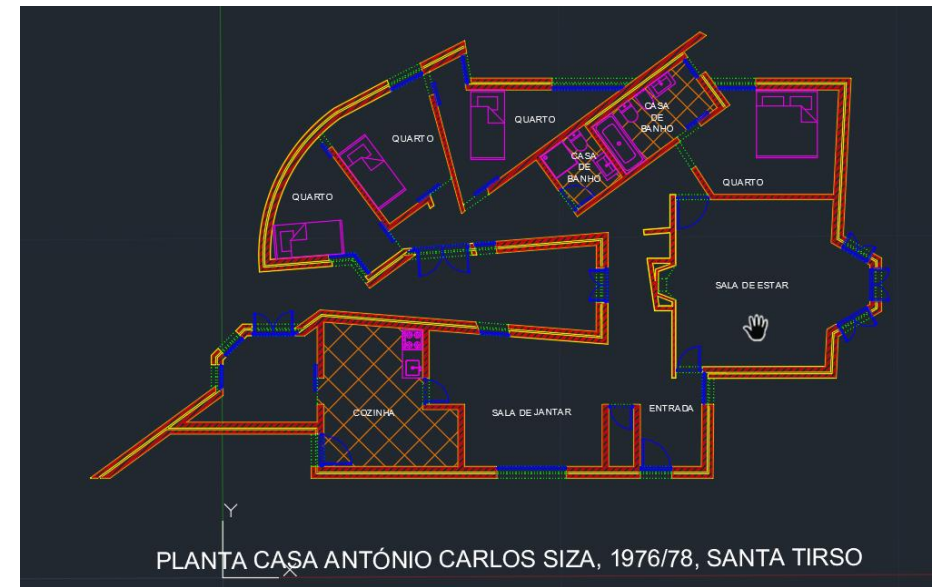 QUARTO
CASA
DE
BANHO
QUARTO
CASA
DE
BANHO
QUARTO
QUARTO
SALA DE ESTAR
COZINHA
SALA DE JANTAR
ENTRADA
Y
X
PLANTA CASA ANTÓNIO CARLOS SIZA, 1976/78, SANTA TIRSO